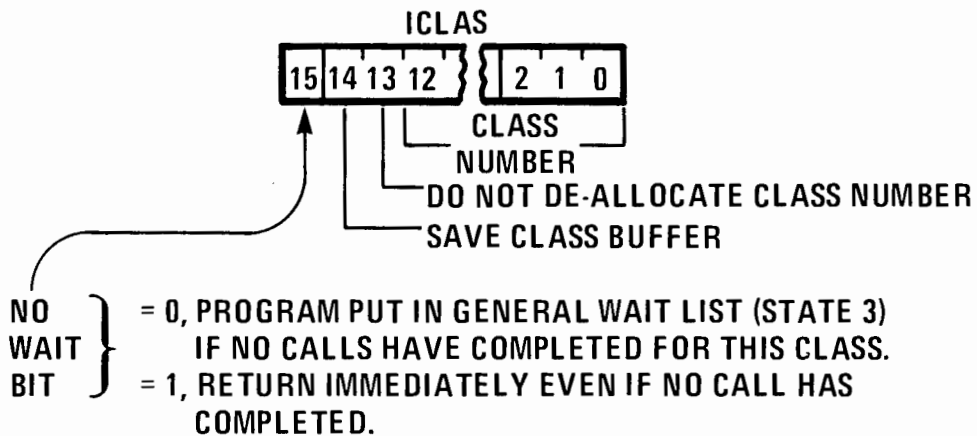 ICLAS
15 14 13 12 2 1 0
CLASS
NUMBER
DO NOT DE-ALLOCATE CLASS NUMBER
SAVE CLASS BUFFER
NO
WAIT
BIT
= 0, PROGRAM PUT IN GENERAL WAIT LIST (STATE 3)
IF NO CALLS HAVE COMPLETED FOR THIS CLASS.
= 1, RETURN IMMEDIATELY EVEN IF NO CALL HAS
COMPLETED.